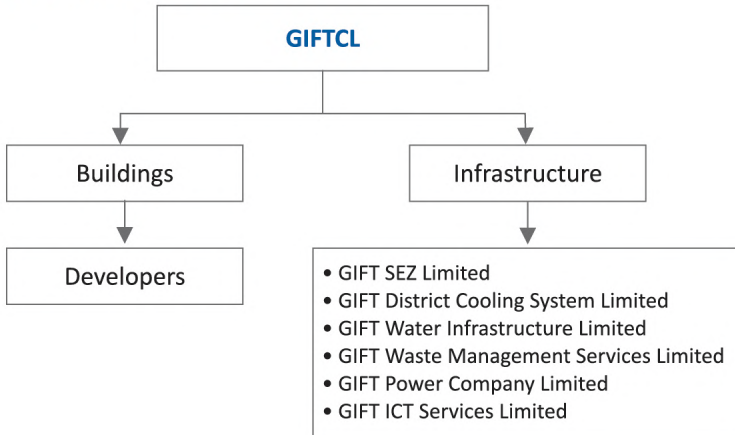 GIFTCL
Buildings
Infrastructure
Developers
• GIFT SEZ Limited
• GIFT District Cooling System Limited
• GIFT Water Infrastructure Limited
• GIFT Waste Management Services Limited
• GIFT Power Company Limited
• GIFT ICT Services Limited